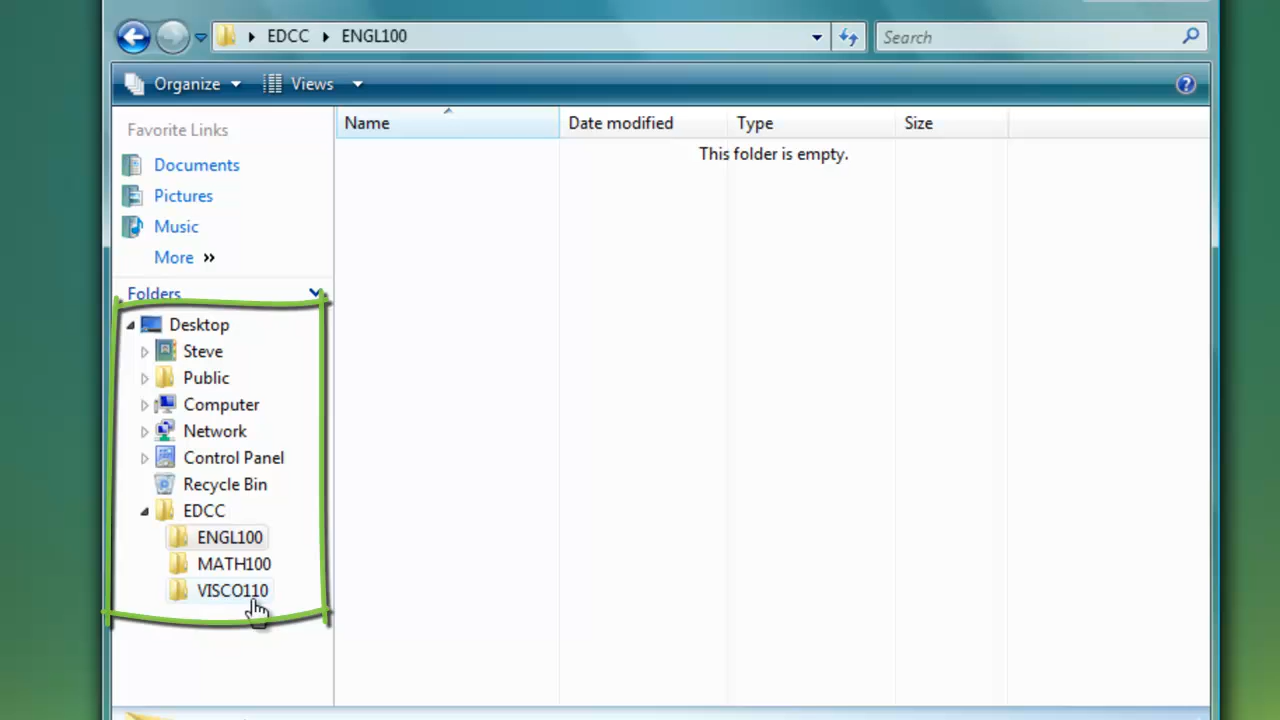 EDCC ENGL100
Search
Organize Views
Favorite Links
Documents
Pictures
Music
More »
Folders
Desktop
Steve
Public
Computer
Network
Control Panel
Recycle Bin
EDCC
ENGL100
MATH100
VISCO110
Name Date modified Type Size
This folder is empty.